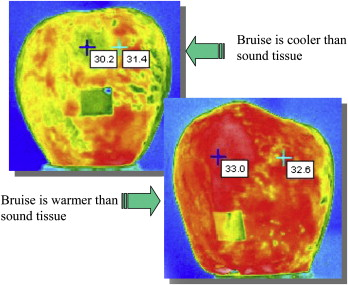 30.2 31.4
Bruise is cooler than
sound tissue
Bruise is warmer than
sound tissue
33.0 32.6